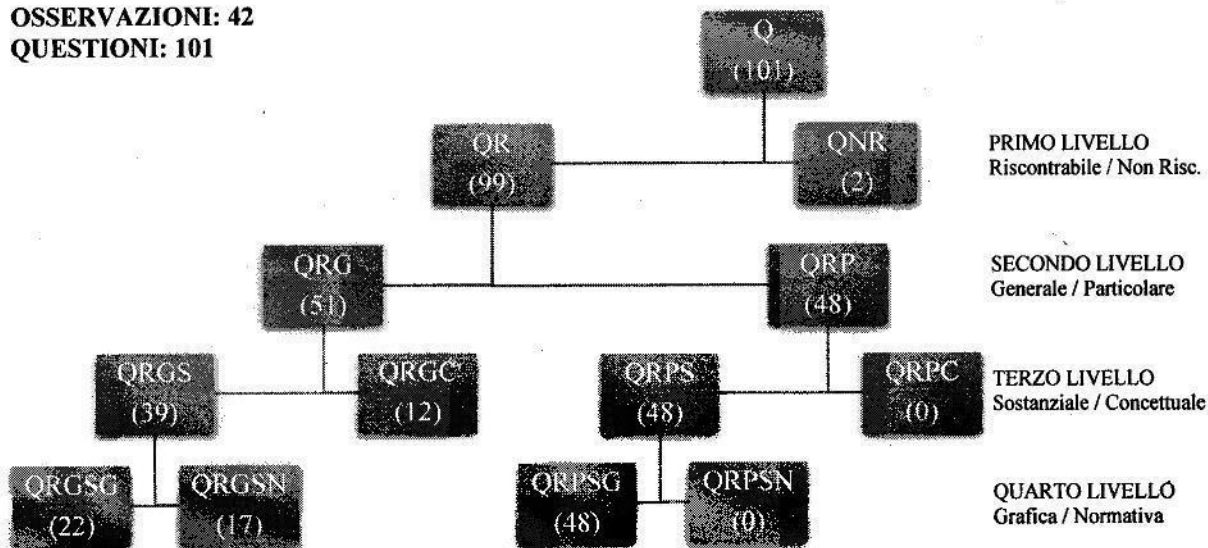 OSSERVAZIONI: 42
QUESTIONI: 101
Q
(101)
QR
(99)
QNR
(2)
PRIMO LIVELLO
Riscontrabile / Non Risc.
QRG
(51)
QRP
(48)
SECONDO LIVELLO
Generale / Particolare
QRGS
(39)
QRGC
(12)
QRPS
(48)
QRPC
(0)
TERZO LIVELLO
Sostanziale / Concettuale
QRGSG
(22)
QRGSN
(17)
QRPSG
(48)
QRPSN
(0)
QUARTO LIVELLO
Grafica / Normativa